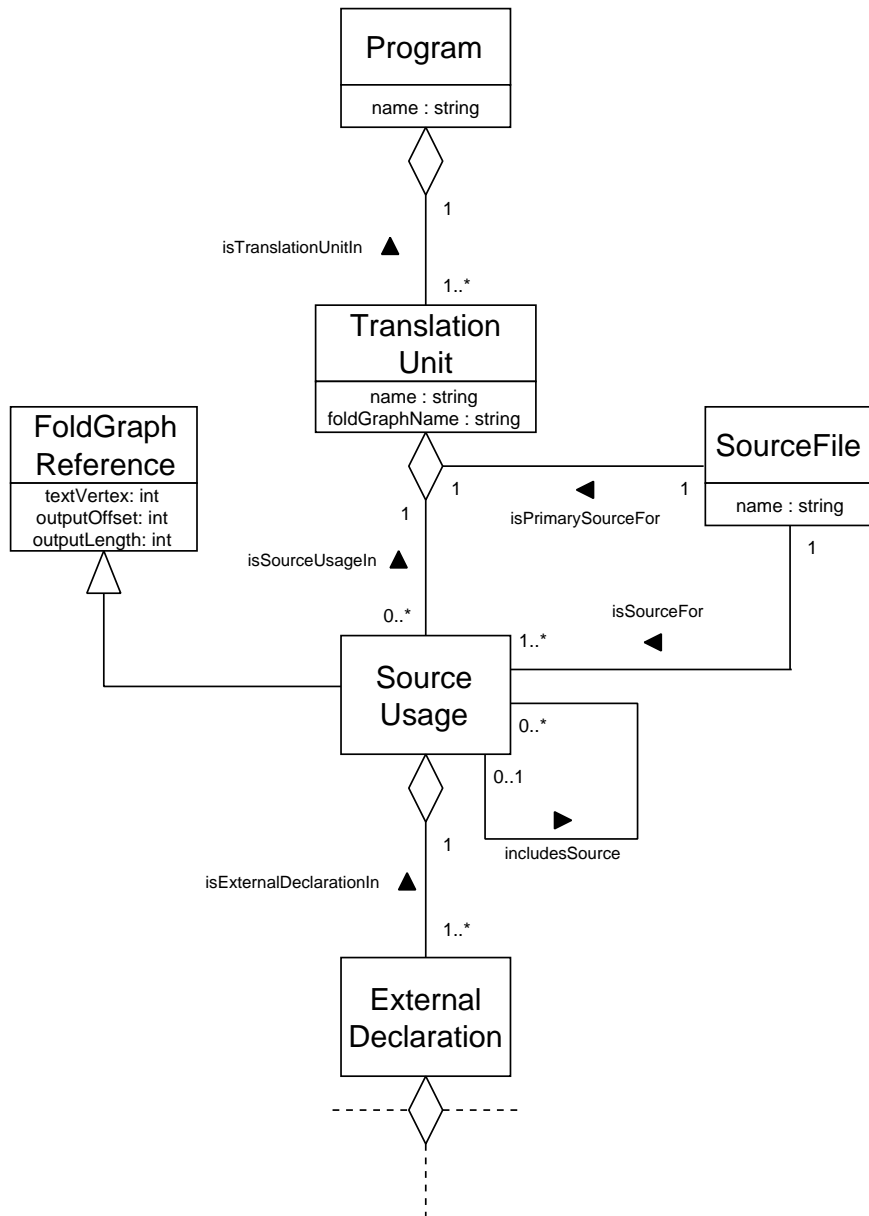 Program
name : string
1
isTranslationUnitIn
1..*
Translation
Unit
name : string
foldGraphName : string
FoldGraph
Reference
textVertex: int
outputOffset: int
outputLength: int
SourceFile
name : string
1
1
isPrimarySourceFor
1
1
isSourceUsageIn
0..*
isSourceFor
1..*
Source
Usage
0..*
0..1
includesSource
1
isExternalDeclarationIn
1..*
External
Declaration